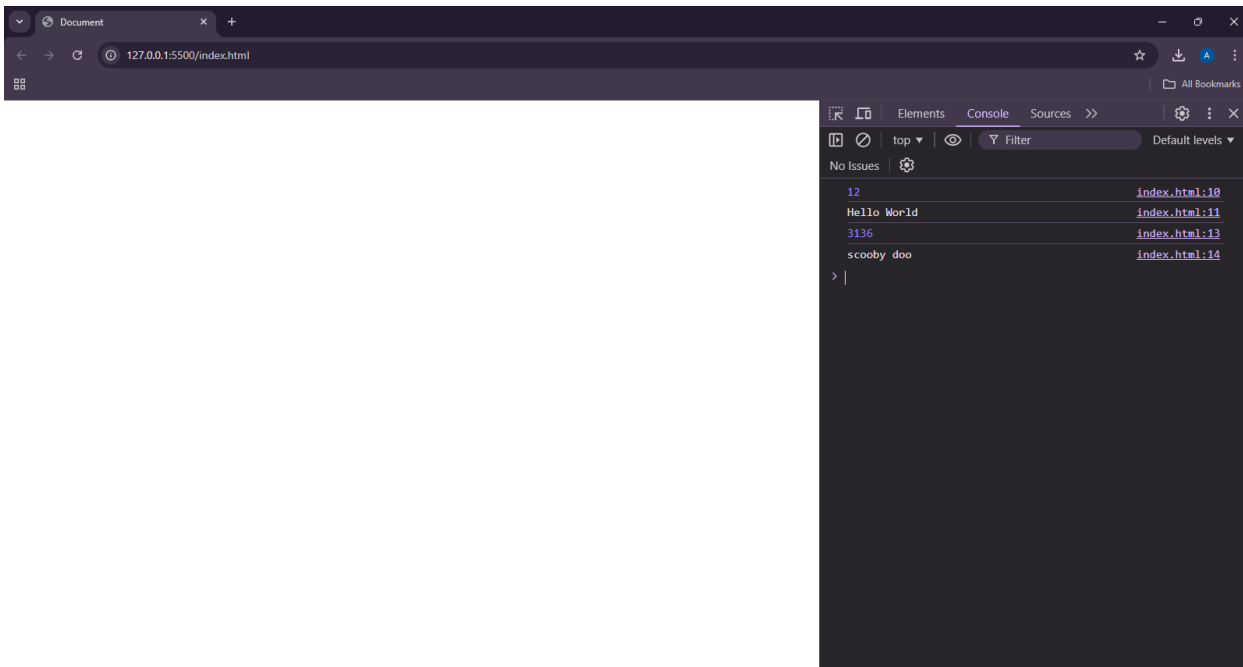 Document
127.0.0.1:5500/index.html
A
All Bookmarks
Elements Console Sources
top Filter Default levels
No Issues
12 index.html:10
Hello World index.html:11
3136 index.html:13
scooby doo index.html:14